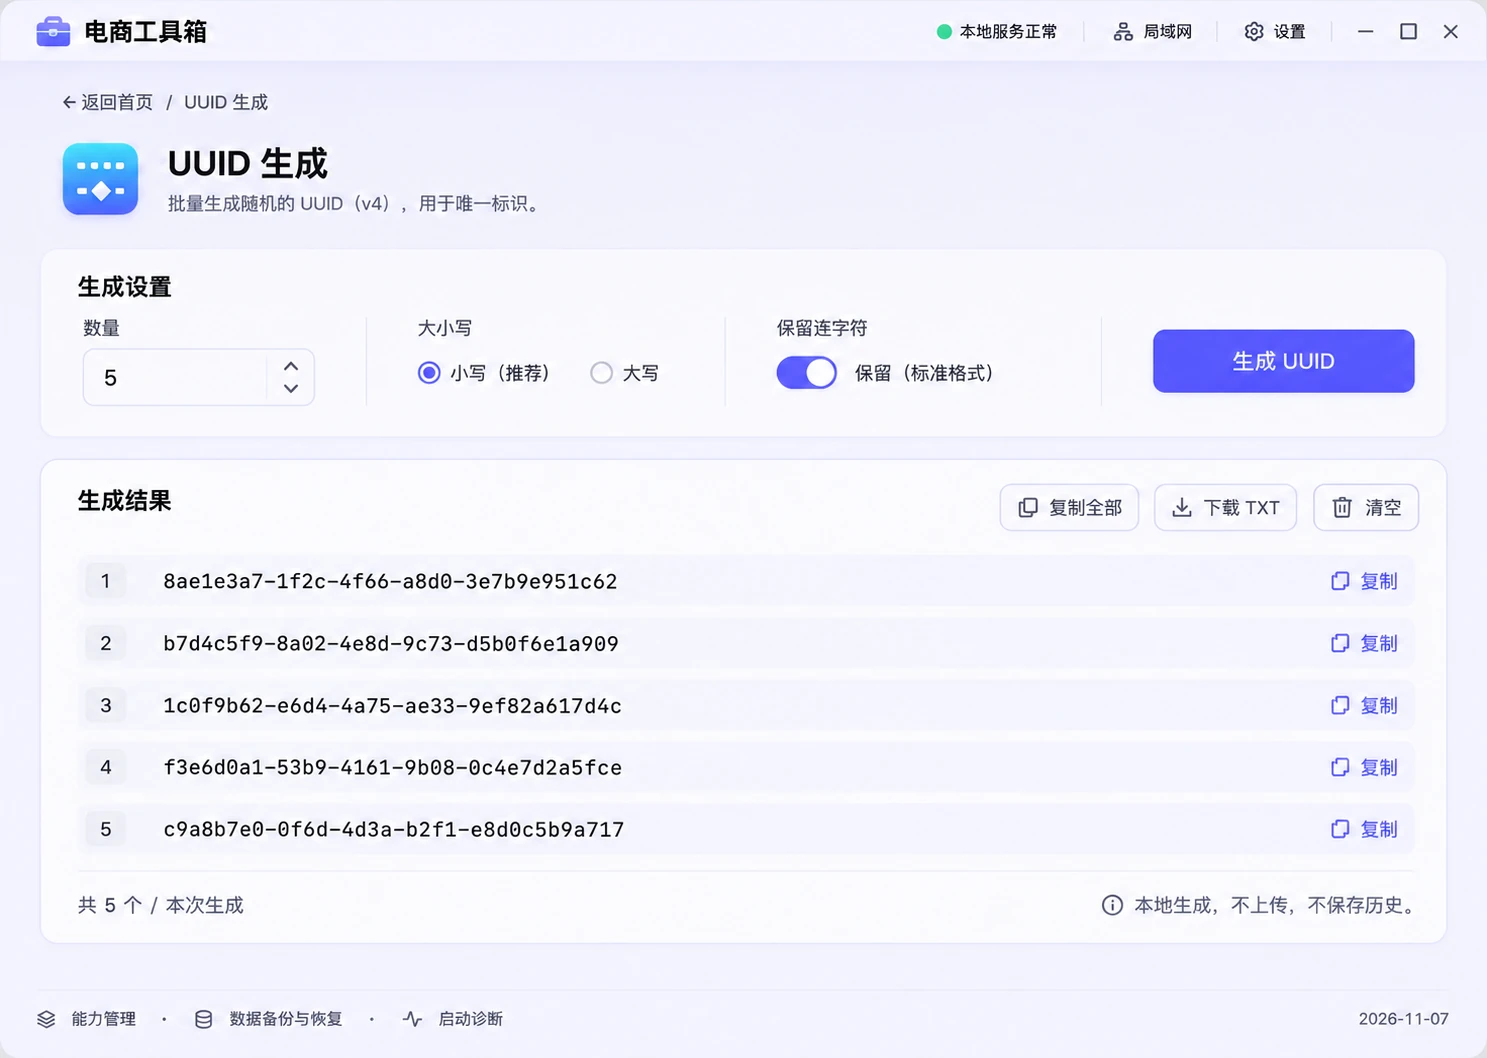 电商工具箱
本地服务正常
局域网
设置
返回首页 / UUID 生成
UUID 生成
批量生成随机的 UUID（v4），用于唯一标识。
生成设置
数量
大小写
保留连字符
5
小写（推荐）
大写
保留（标准格式）
生成 UUID
生成结果
复制全部
下载 TXT
清空
1 8ae1e3a7-1f2c-4f66-a8d0-3e7b9e951c62 复制
2 b7d4c5f9-8a02-4e8d-9c73-d5b0f6e1a909 复制
3 1c0f9b62-e6d4-4a75-ae33-9ef82a617d4c 复制
4 f3e6d0a1-53b9-4161-9b08-0c4e7d2a5fce 复制
5 c9a8b7e0-0f6d-4d3a-b2f1-e8d0c5b9a717 复制
共 5 个 / 本次生成
本地生成，不上传，不保存历史。
能力管理 · 数据备份与恢复 · 启动诊断
2026-11-07